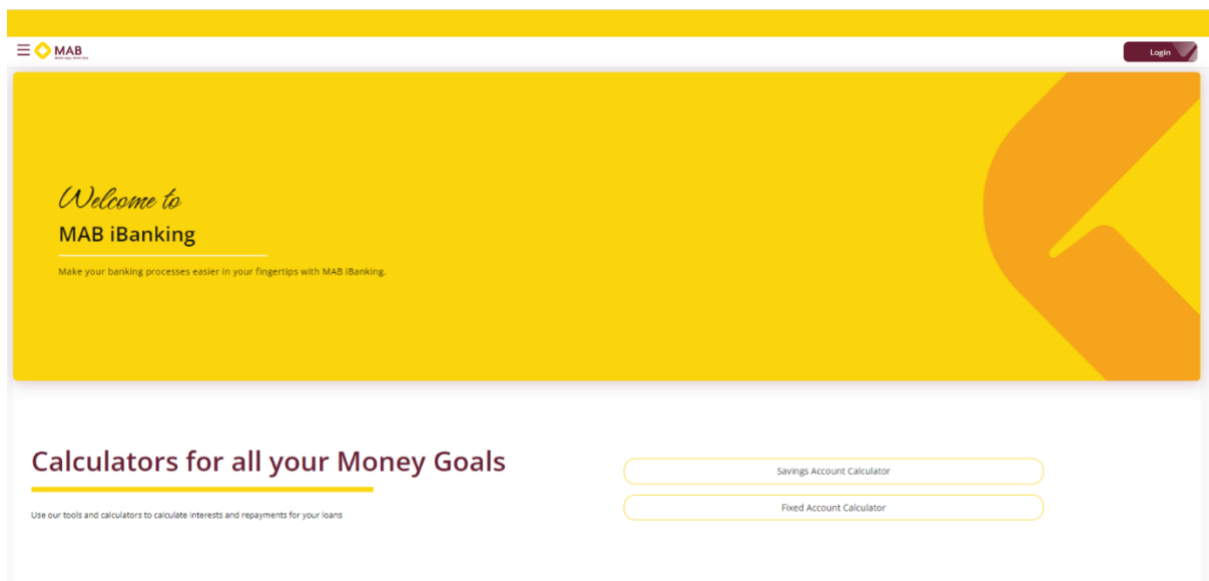 MAB
Login
Welcome to
MAB iBanking
Make your banking processes easier in your fingertips with MAB iBanking.
Calculators for all your Money Goals
Use our tools and calculators to calculate interests and repayments for your loans
Savings Account Calculator
Fixed Account Calculator